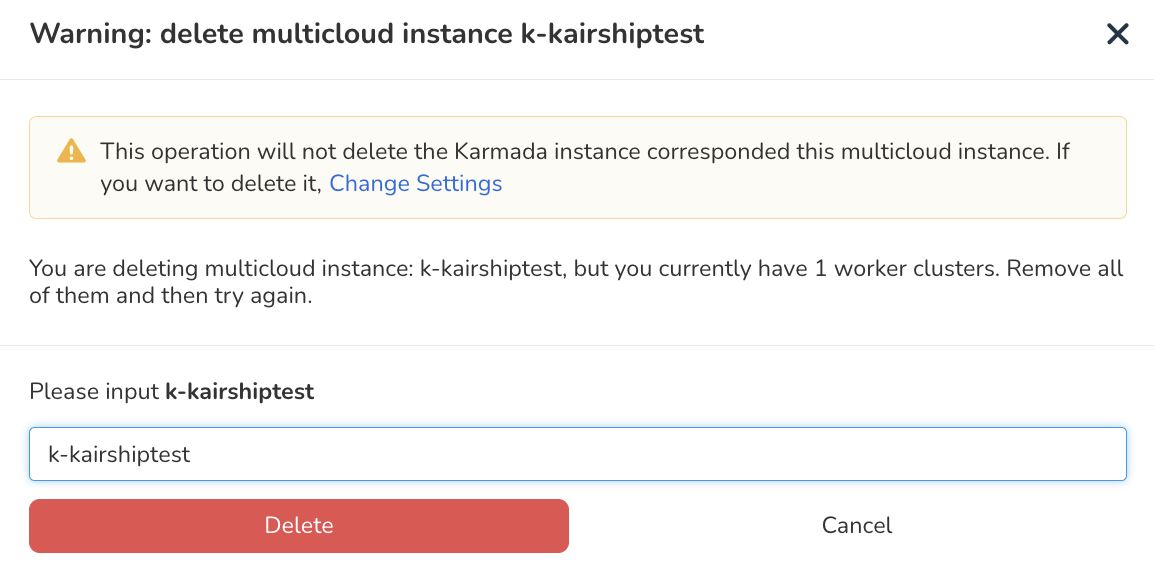 Warning: delete multicloud instance k-kairshiptest
This operation will not delete the Karmada instance corresponded this multicloud instance. If
you want to delete it, Change Settings
You are deleting multicloud instance: k-kairshiptest, but you currently have 1 worker clusters. Remove all
of them and then try again.
Please input k-kairshiptest
k-kairshiptest
Delete
Cancel